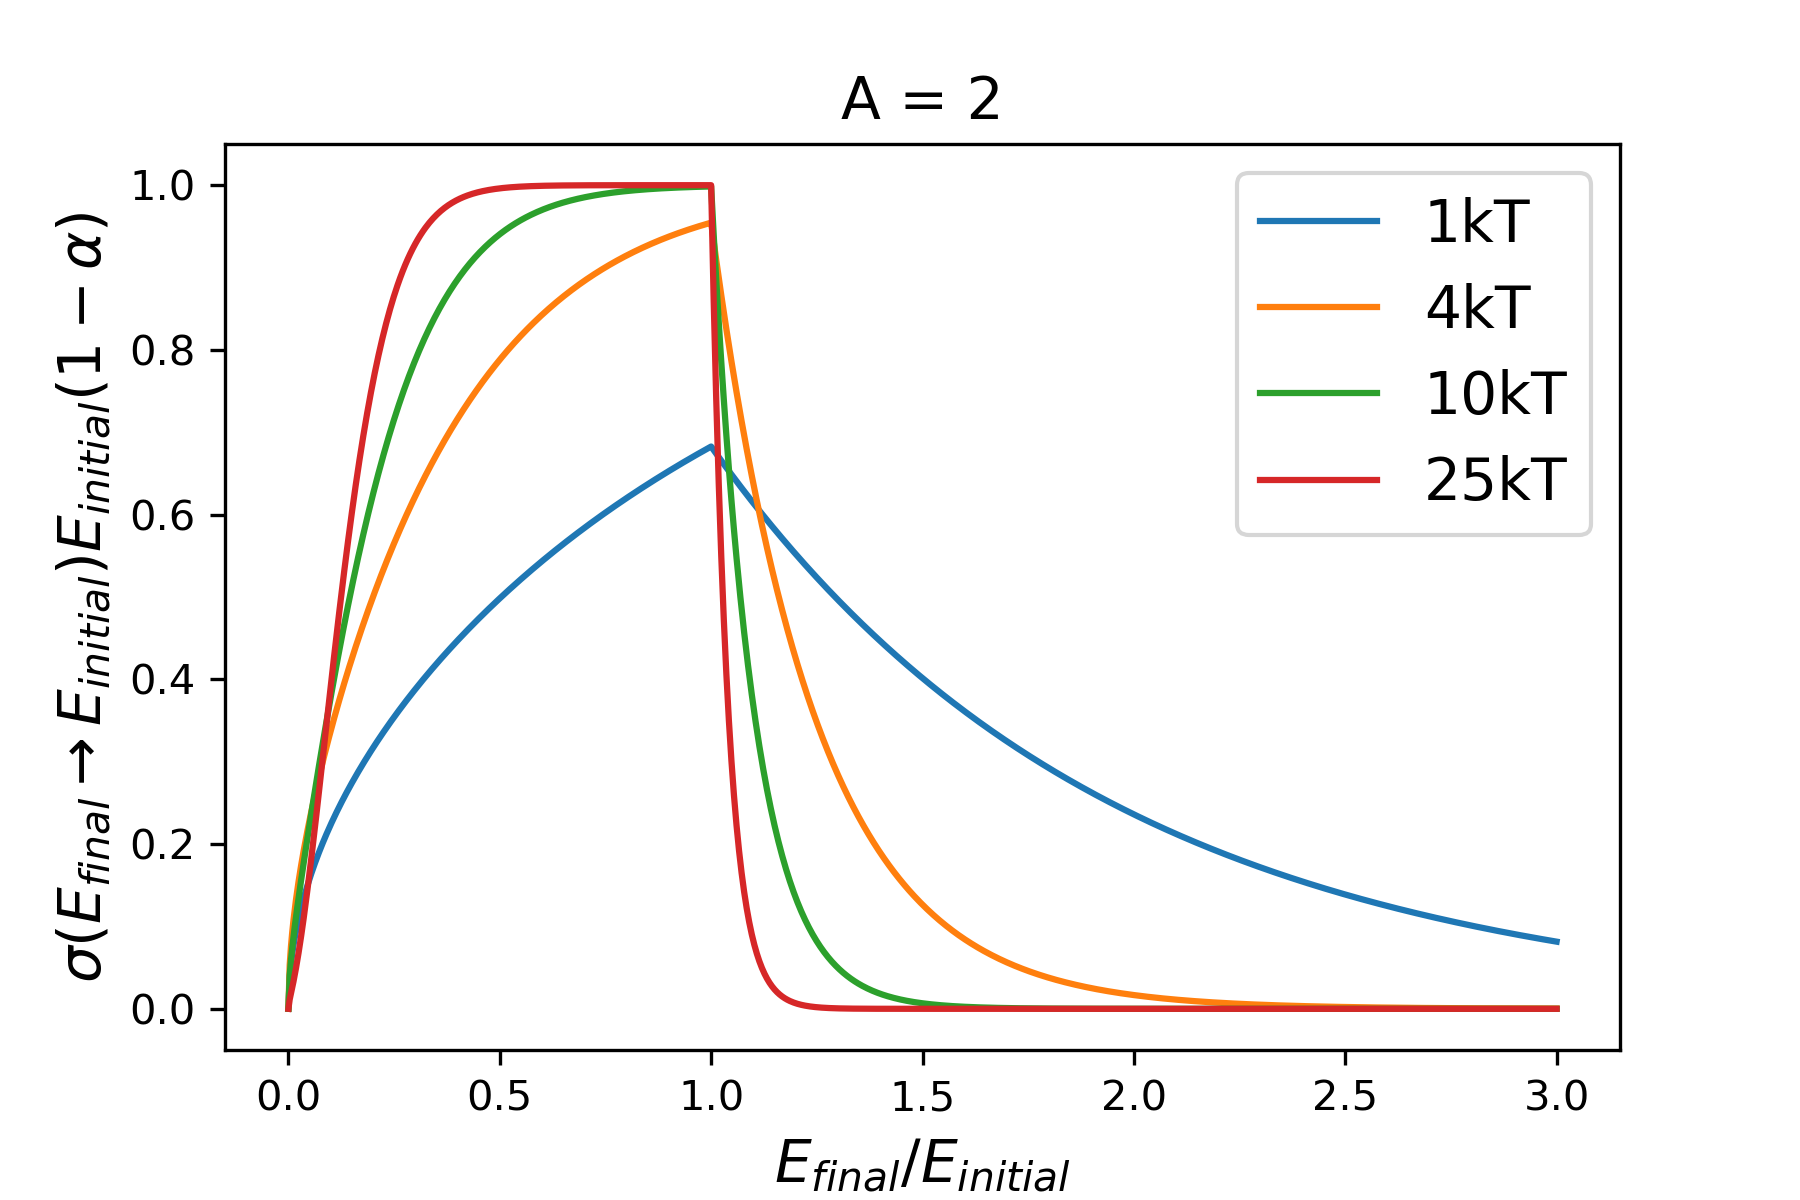 A = 2
σ(E_final→E_initial)E_initial(1 − α)
1.0
0.8
0.6
0.4
0.2
0.0
1kT
4kT
10kT
25kT
0.0 0.5 1.0 1.5 2.0 2.5 3.0
E_final/E_initial